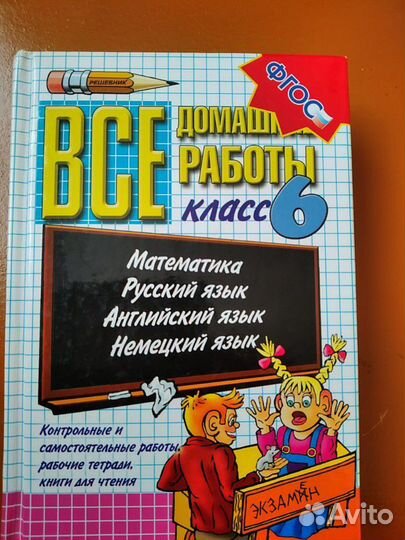 РЕШЕБНИК
ФГОС
ВСЕ ДОМАШНИЕ
РАБОТЫ
КЛАСС 6
Математика
Русский язык
Английский язык
Немецкий язык
Контрольные и
самостоятельные работы,
рабочие тетради,
книги для чтения
ЭКЗАМЕН
Avito